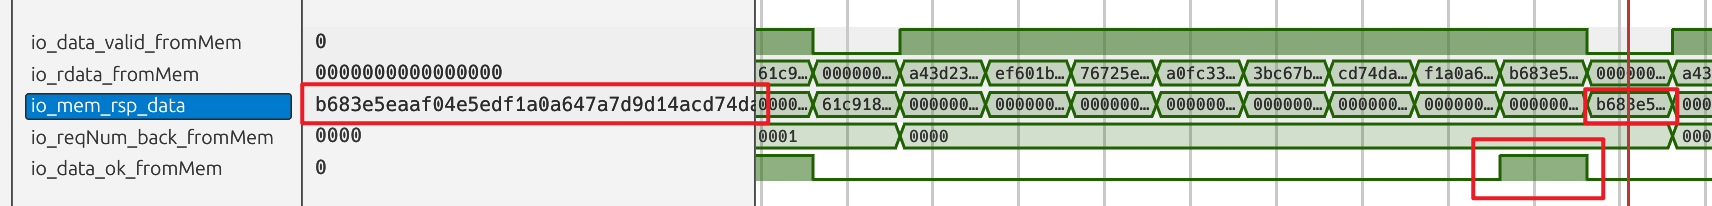 io_data_valid_fromMem 0
io_rdata_fromMem 0000000000000000 61c9… 000000… a43d23… ef601b… 76725e… a0fc33… 3bc67b… cd74da… f1a0a6… b683e5… 000000… a43
io_mem_rsp_data b683e5eaaf04e5edf1a0a647a7d9d14acd74da 0000… 61c918… 000000… 000000… 000000… 000000… 000000… 000000… 000000… 000000… b683e5… 000
io_reqNum_back_fromMem 0000 0001 0000 000
io_data_ok_fromMem 0